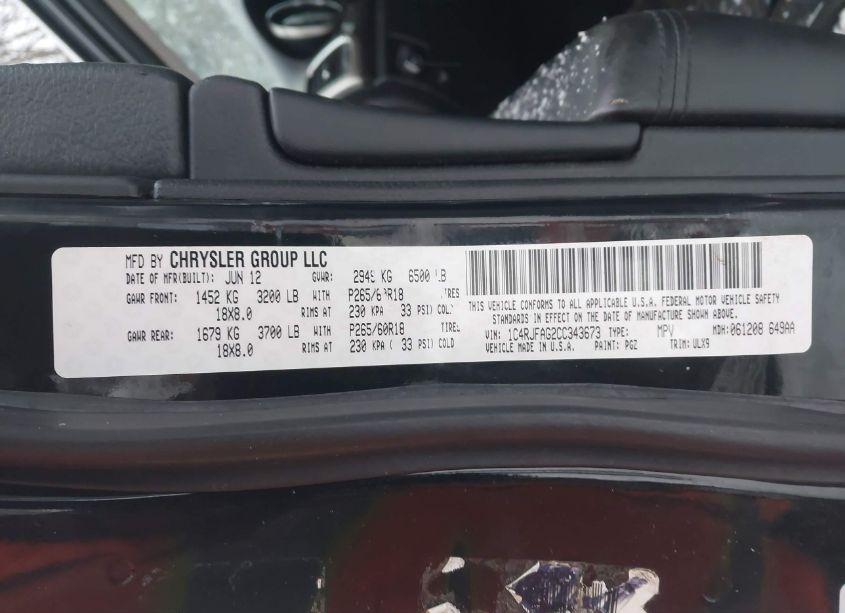 MFD BY CHRYSLER GROUP LLC
DATE OF MFR(BUILT): JUN 12 GVWR: 2948 KG 6500 LB
GAWR FRONT: 1452 KG 3200 LB WITH P265/60R18 TIRES
18X8.0 RIMS AT 230 KPA ( 33 PSI) COLD
GAWR REAR: 1679 KG 3700 LB WITH P265/60R18 TIRES
18X8.0 RIMS AT 230 KPA ( 33 PSI) COLD
THIS VEHICLE CONFORMS TO ALL APPLICABLE U.S.A. FEDERAL MOTOR VEHICLE SAFETY
STANDARDS IN EFFECT ON THE DATE OF MANUFACTURE SHOWN ABOVE.
VIN: 1C4RJFAG2CC343673 TYPE: MPV MDH: 061208 649AA
VEHICLE MADE IN U.S.A. PAINT: PGZ TRIM: ULX9